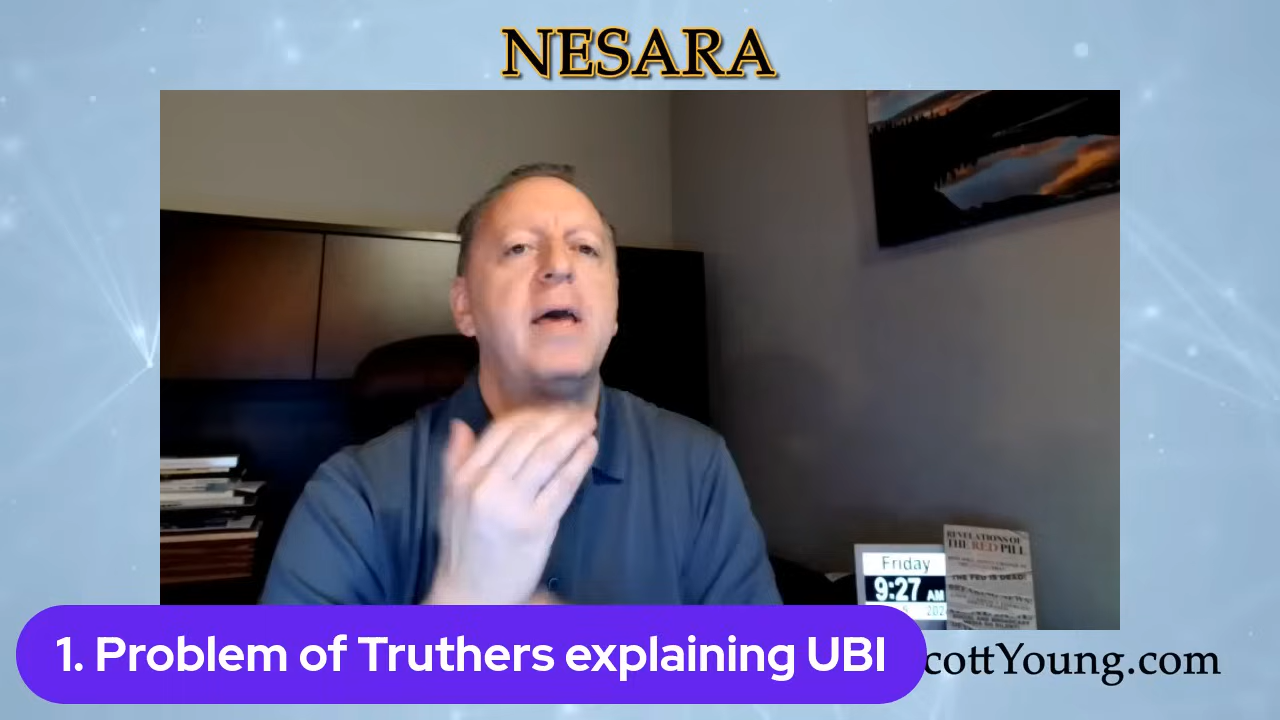 NESARA
REVELATIONS OF
THE RED PILL
THE FED IS DEAD!
Friday
9:27 AM
1. Problem of Truthers explaining UBI
cottYoung.com